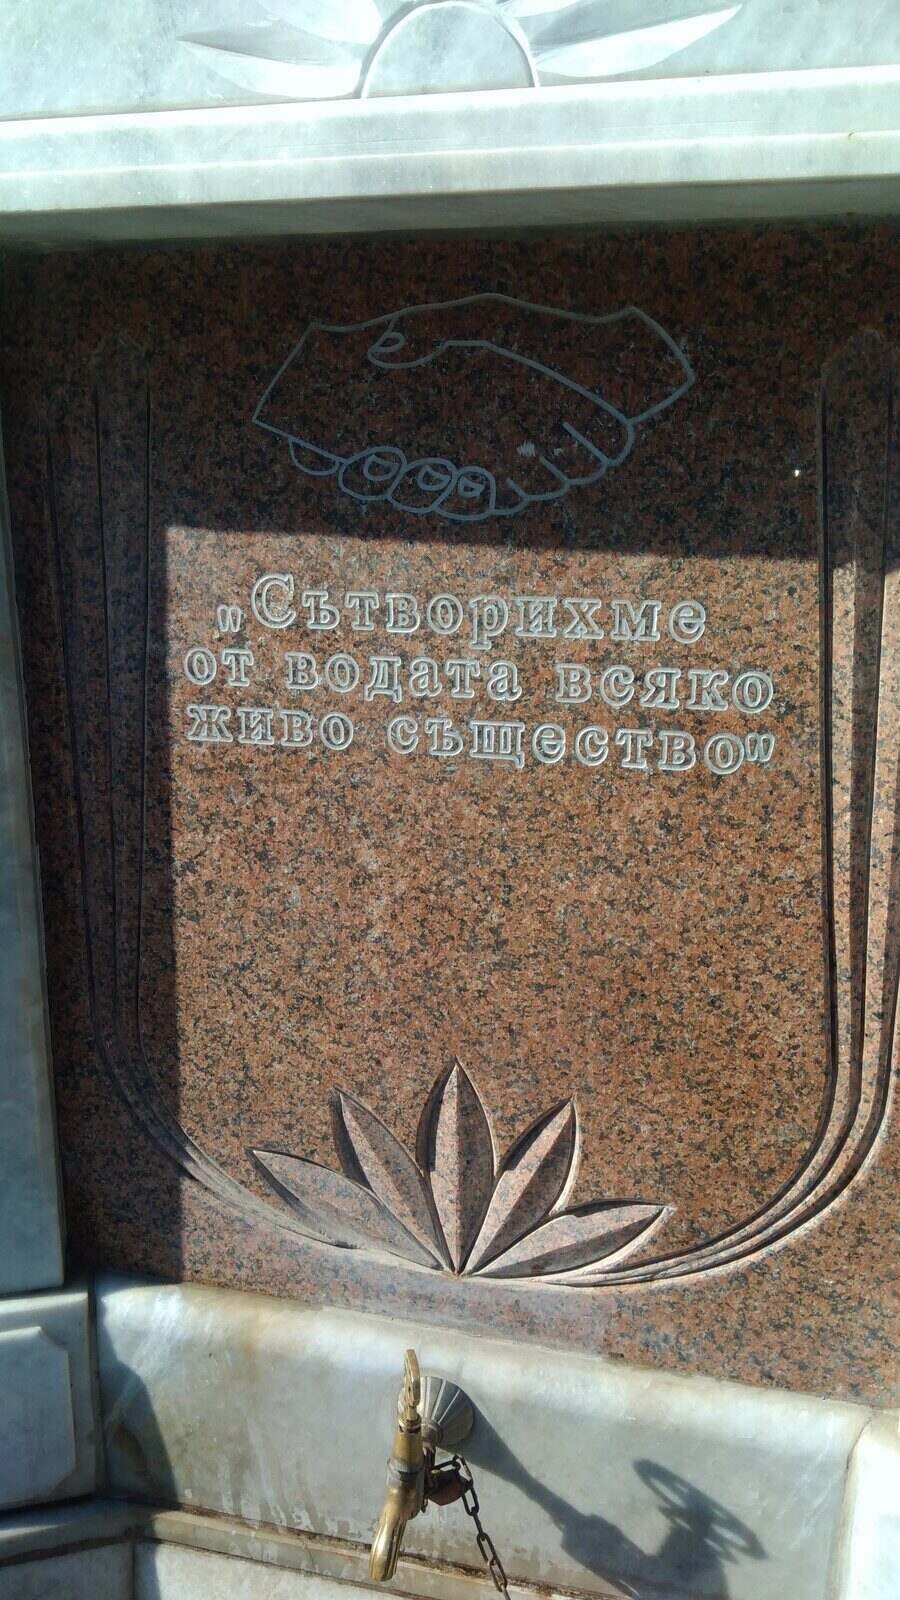 „Сътворихме
от водата всяко
живо същество”